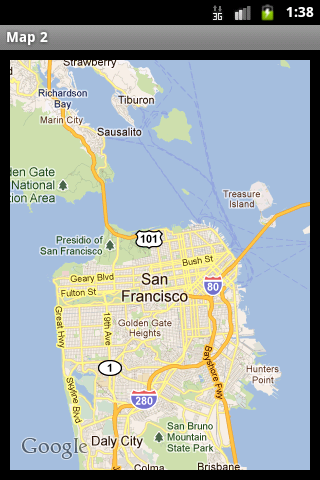 3G
1:38
Map 2
Strawberry
Richardson
Bay
Tiburon
Marin City
Sausalito
den Gate
National
tion Area
Treasure
Island
Presidio of
San Francisco
101
Bush St
Geary Blvd
San
Francisco
80
Fulton St
Great Hwy
19th Ave
Golden Gate
Heights
Bayshore Fwy
1
Hunters
Point
Skyline Blvd
280
San Bruno
Mountain
State Park
Google
Daly City
Colma
Brisbane